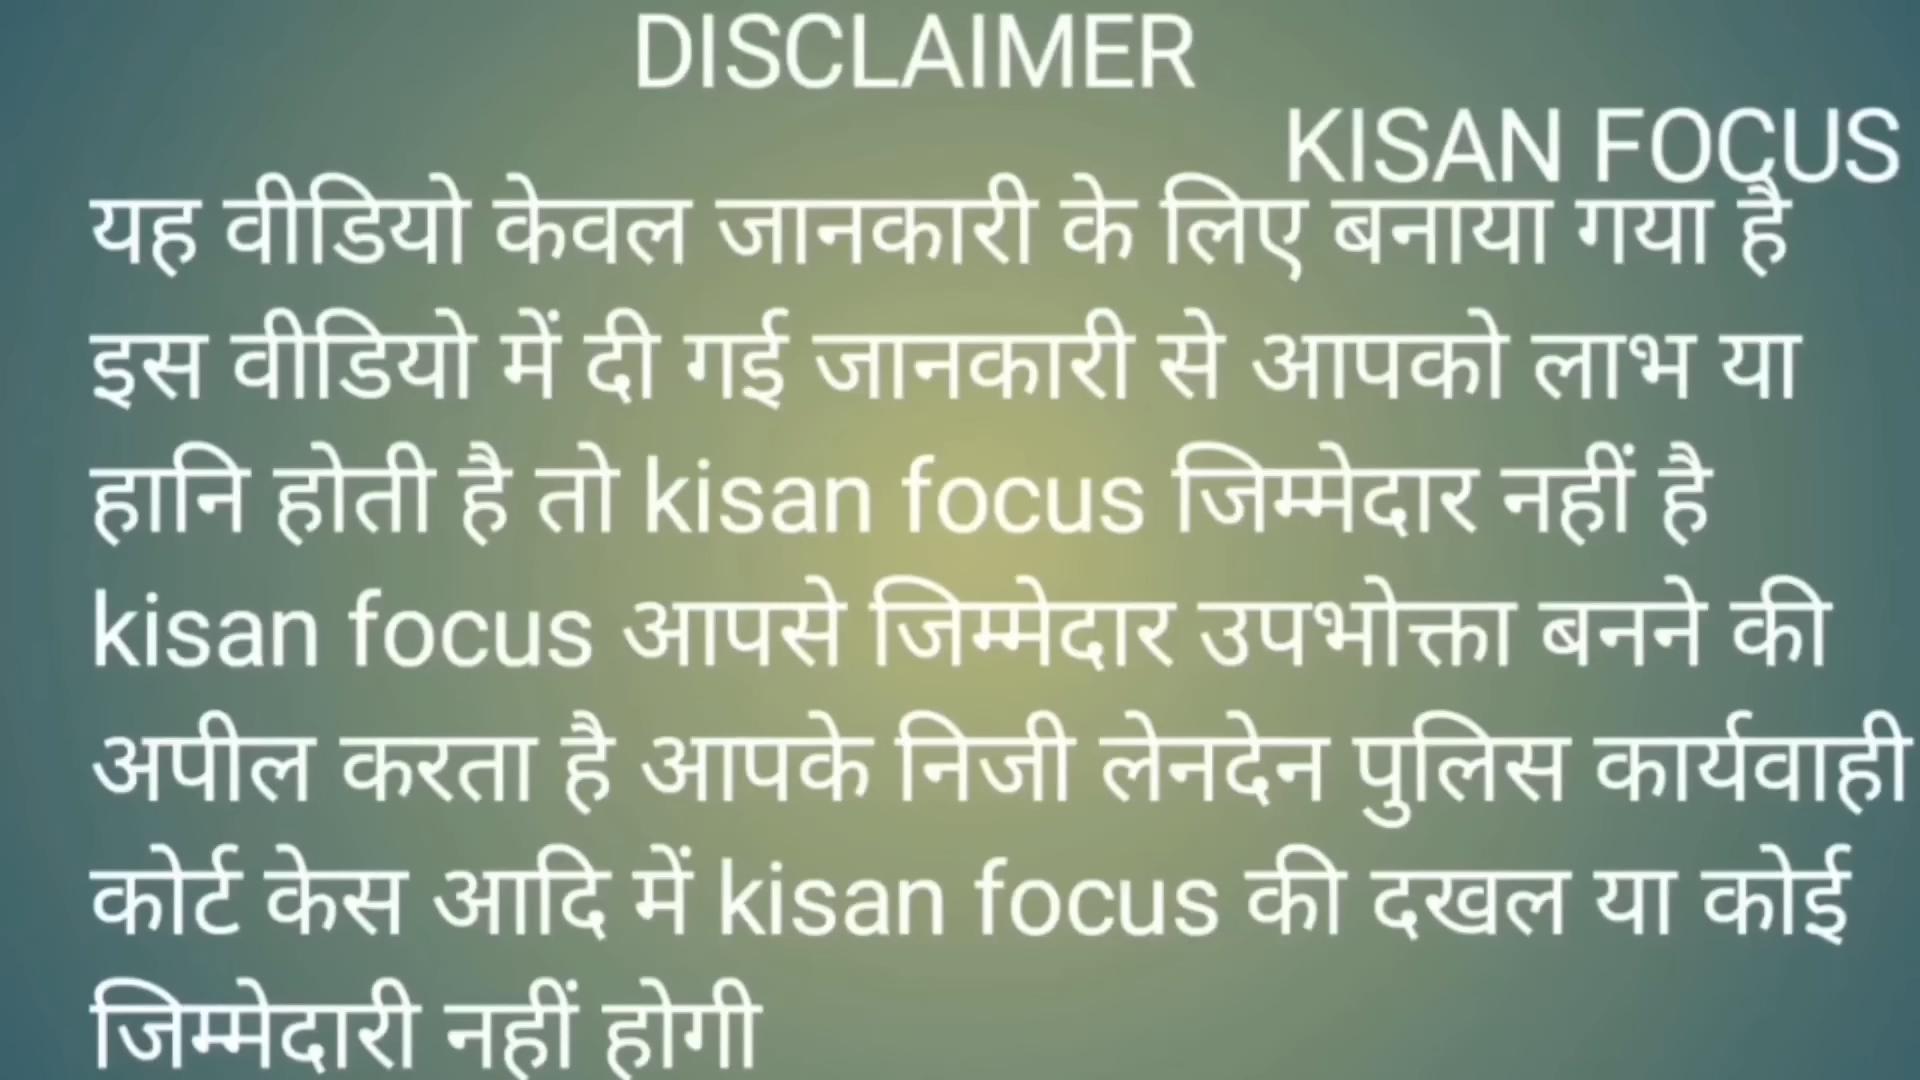 DISCLAIMER
KISAN FOCUS
यह वीडियो केवल जानकारी के लिए बनाया गया है
इस वीडियो में दी गई जानकारी से आपको लाभ या
हानि होती है तो kisan focus जिम्मेदार नहीं है
kisan focus आपसे जिम्मेदार उपभोक्ता बनने की
अपील करता है आपके निजी लेनदेन पुलिस कार्यवाही
कोर्ट केस आदि में kisan focus की दखल या कोई
जिम्मेदारी नहीं होगी